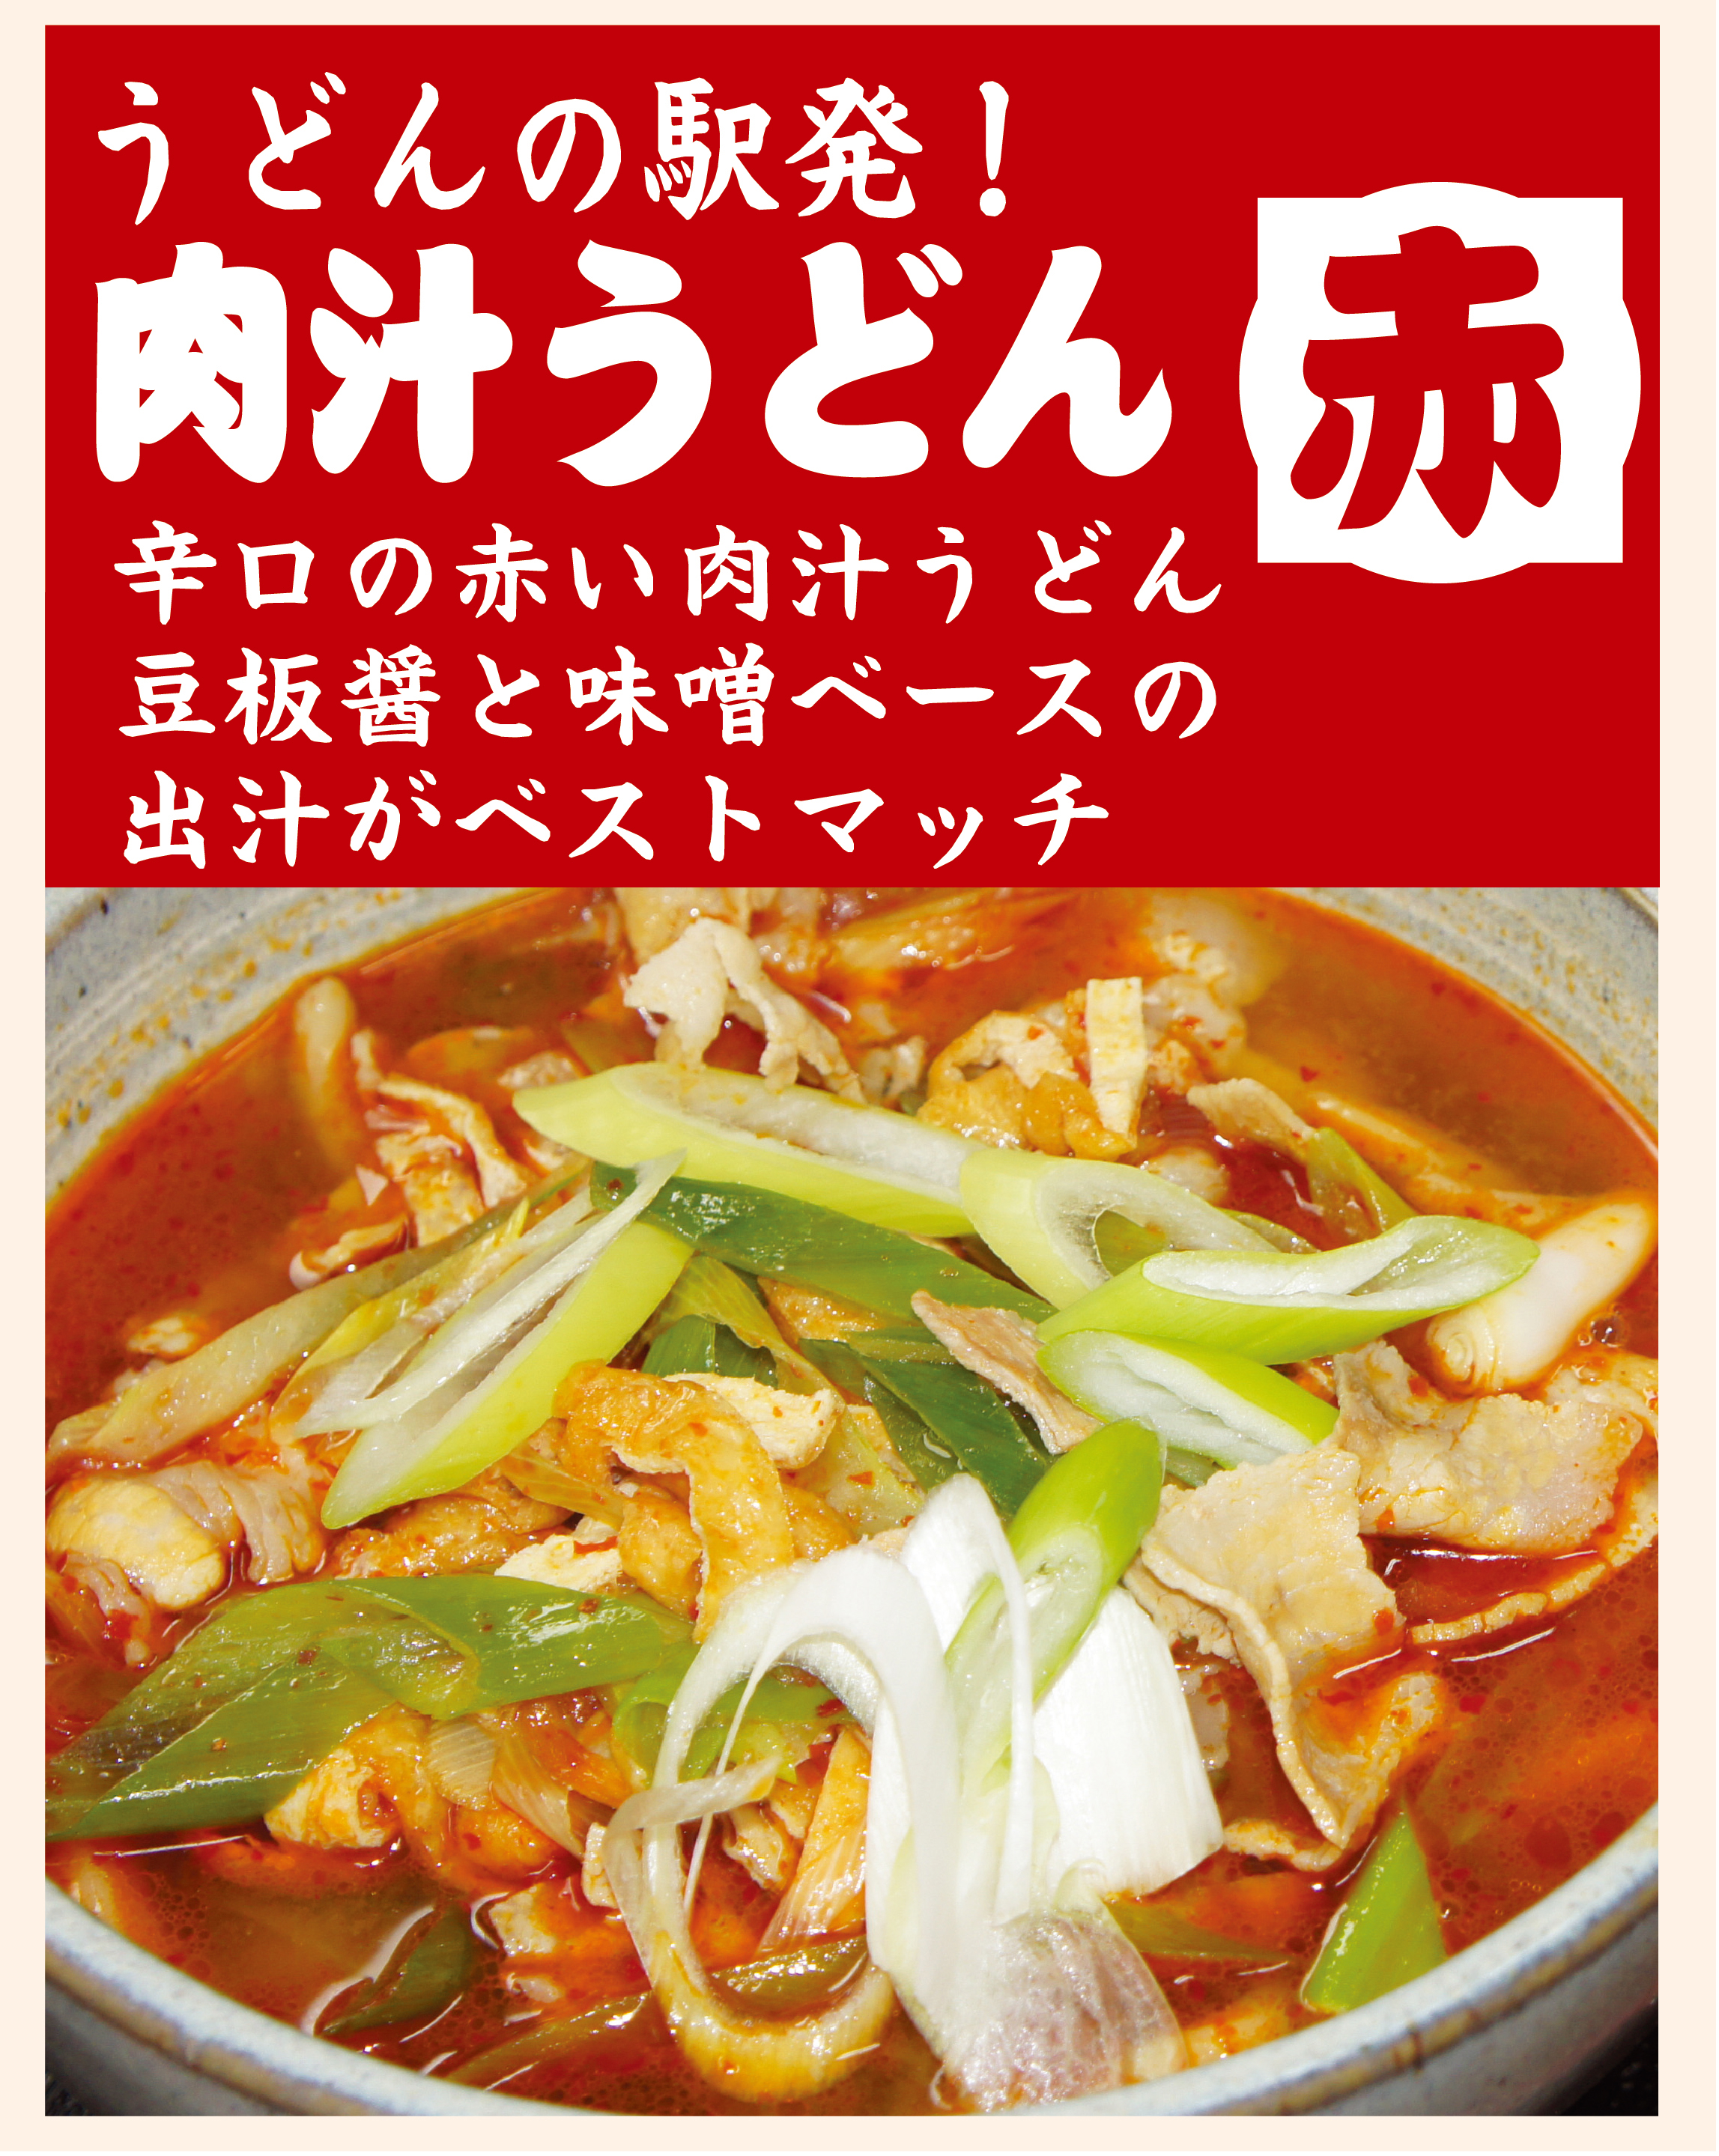 うどんの駅発！
肉汁うどん
赤
辛口の赤い肉汁うどん
豆板醤と味噌ベースの
出汁がベストマッチ